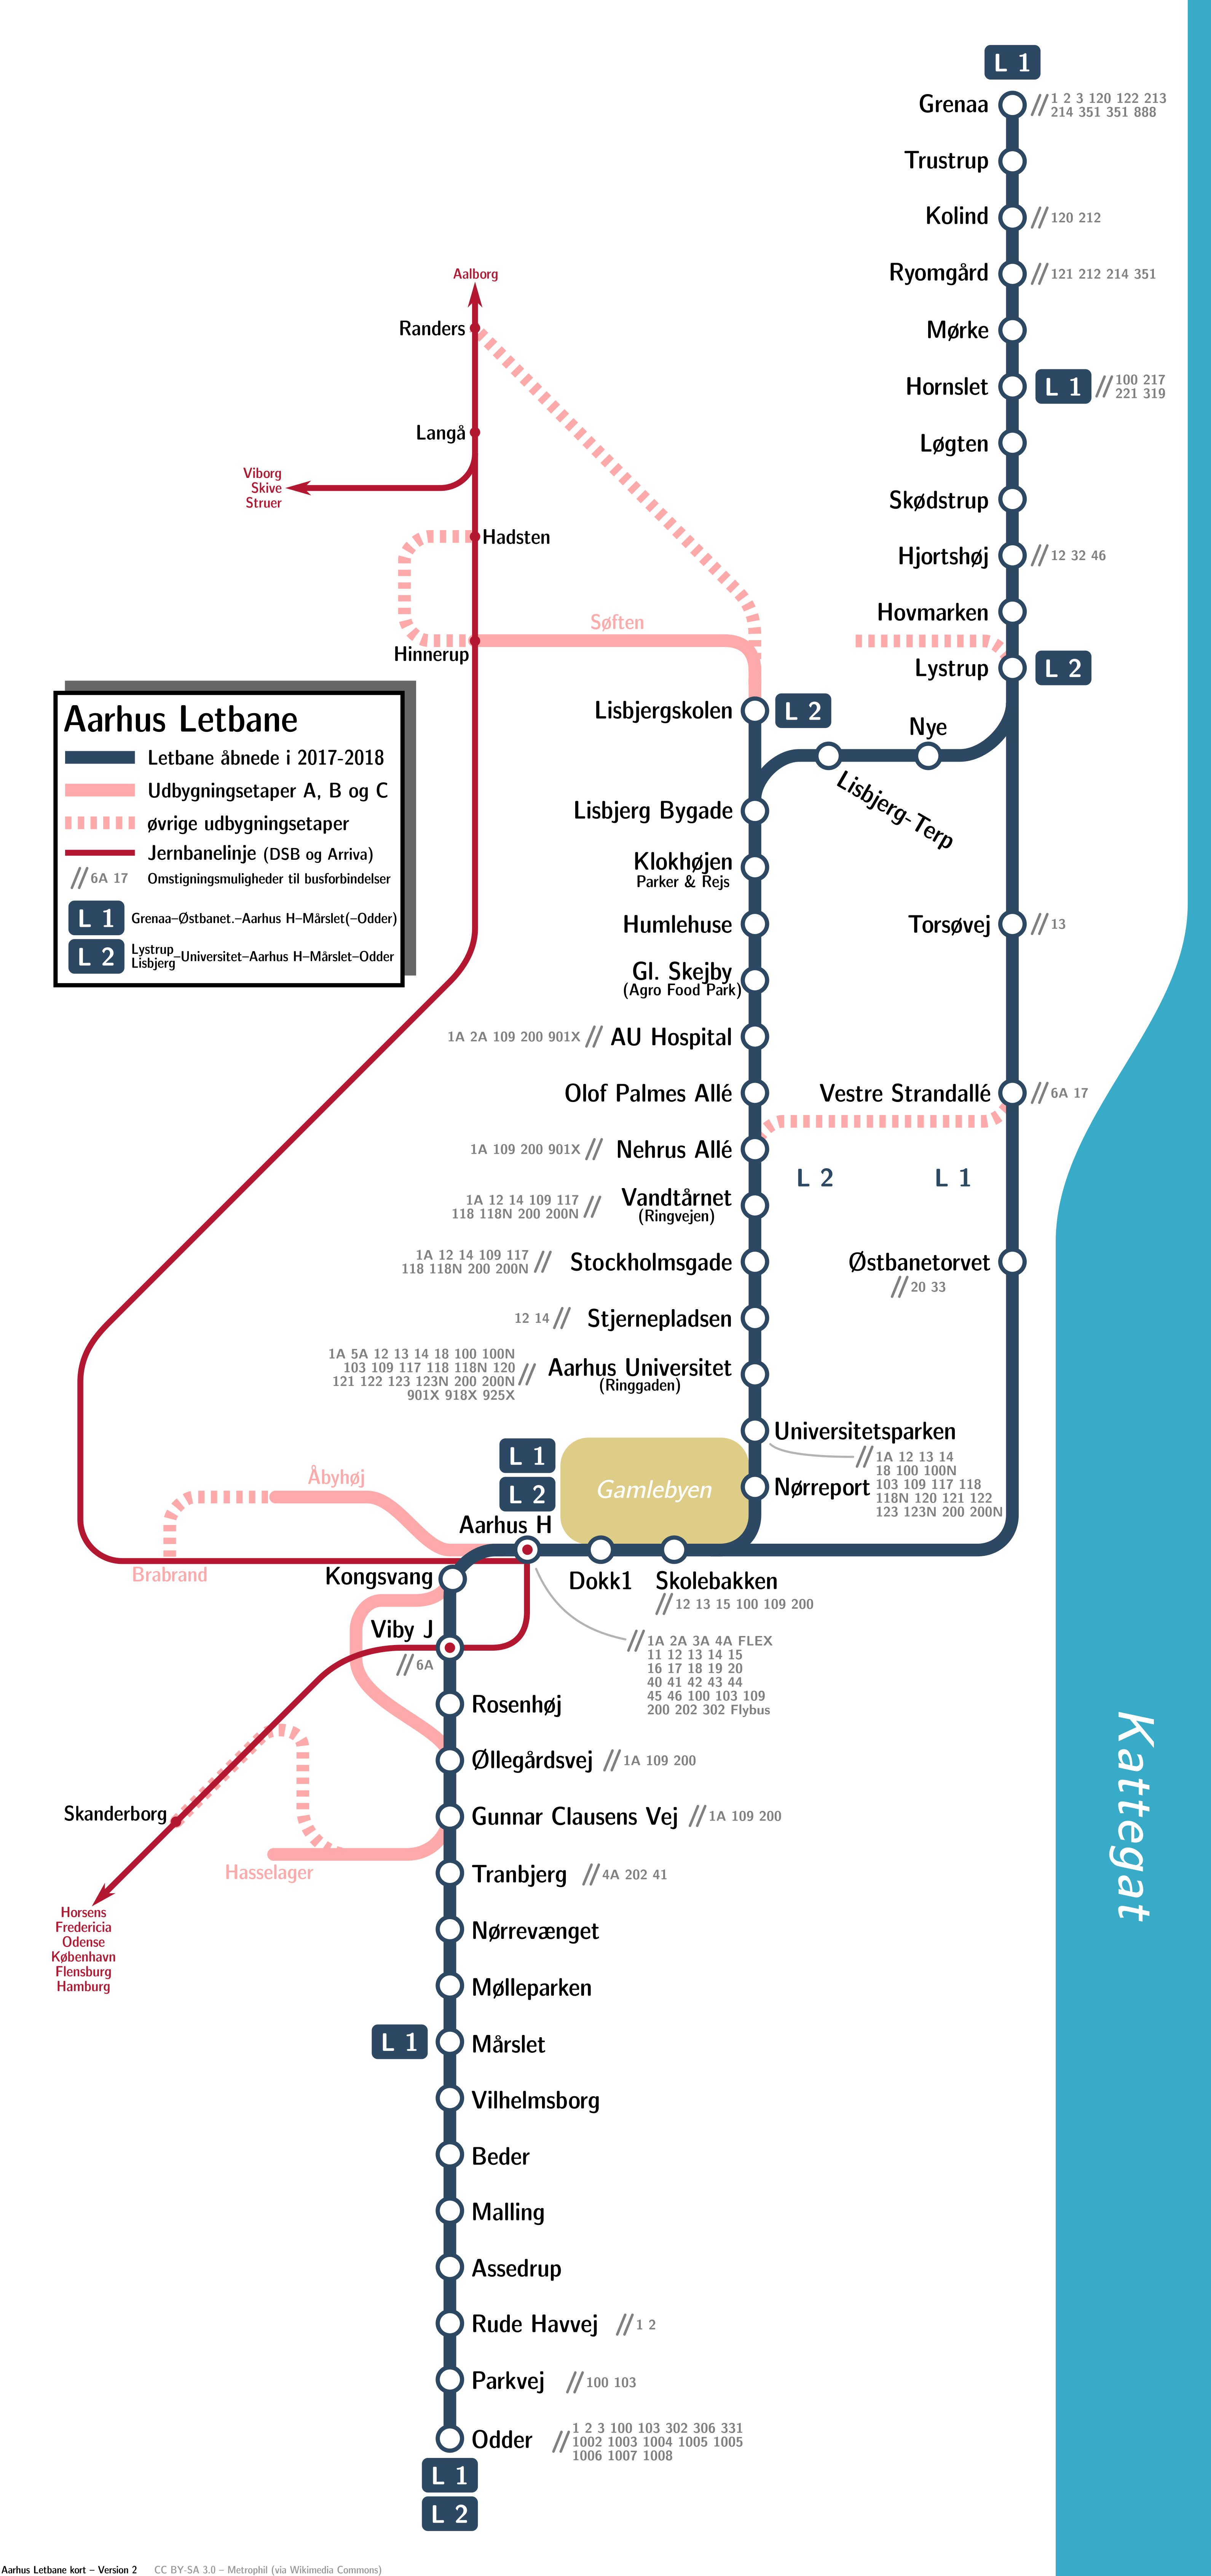 L 1
Grenaa
1 2 3 120 122 213
214 351 351 888
Trustrup
Kolind
120 212
Ryomgård
121 212 214 351
Mørke
Hornslet
L 1
100 217
221 319
Løgten
Skødstrup
Hjortshøj
12 32 46
Hovmarken
Lystrup
L 2
Aalborg
Randers
Langå
Viborg
Skive
Struer
Hadsten
Søften
Hinnerup
Aarhus Letbane
Letbane åbnede i 2017-2018
Udbygningsetaper A, B og C
øvrige udbygningsetaper
Jernbanelinje (DSB og Arriva)
6A 17 Omstigningsmuligheder til busforbindelser
L 1 Grenaa–Østbanet.–Aarhus H–Mårslet(–Odder)
L 2 Lystrup
Lisbjerg–Universitet–Aarhus H–Mårslet–Odder
Lisbjergskolen
L 2
Nye
Lisbjerg-Terp
Lisbjerg Bygade
Klokhøjen
Parker & Rejs
Humlehuse
Torsøvej
13
Gl. Skejby
(Agro Food Park)
1A 2A 109 200 901X
AU Hospital
Olof Palmes Allé
Vestre Strandallé
6A 17
1A 109 200 901X
Nehrus Allé
L 2
L 1
1A 12 14 109 117
118 118N 200 200N
Vandtårnet
(Ringvejen)
1A 12 14 109 117
118 118N 200 200N
Stockholmsgade
Østbanetorvet
20 33
12 14
Stjernepladsen
1A 5A 12 13 14 18 100 100N
103 109 117 118 118N 120
121 122 123 123N 200 200N
901X 918X 925X
Aarhus Universitet
(Ringgaden)
Universitetsparken
1A 12 13 14
18 100 100N
103 109 117 118
118N 120 121 122
123 123N 200 200N
Nørreport
Gamlebyen
L 1
L 2
Aarhus H
Åbyhøj
Brabrand
Dokk1
Skolebakken
12 13 15 100 109 200
1A 2A 3A 4A FLEX
11 12 13 14 15
16 17 18 19 20
40 41 42 43 44
45 46 100 103 109
200 202 302 Flybus
Kongsvang
Viby J
6A
Rosenhøj
Øllegårdsvej
1A 109 200
Gunnar Clausens Vej
1A 109 200
Skanderborg
Hasselager
Horsens
Fredericia
Odense
København
Flensburg
Hamburg
Tranbjerg
4A 202 41
Nørrevænget
Mølleparken
L 1
Mårslet
Vilhelmsborg
Beder
Malling
Assedrup
Rude Havvej
1 2
Parkvej
100 103
Odder
1 2 3 100 103 302 306 331
1002 1003 1004 1005 1005
1006 1007 1008
L 1
L 2
Kattegat
Aarhus Letbane kort – Version 2 CC BY-SA 3.0 – Metrophil (via Wikimedia Commons)